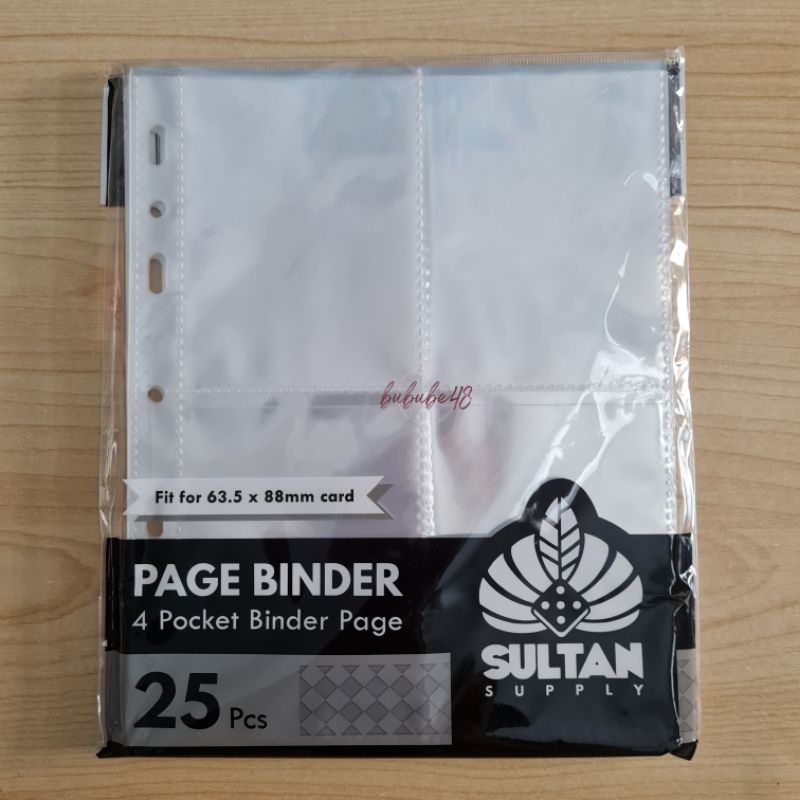 bubube48
Fit for 63.5 x 88mm card
PAGE BINDER
4 Pocket Binder Page
25 Pcs
SULTAN
SUPPLY